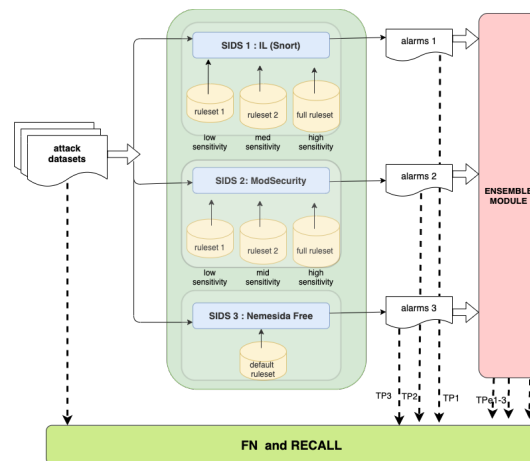 SIDS 1 : IL (Snort)
ruleset 1
ruleset 2
full ruleset
low
sensitivity
med
sensitivity
high
sensitivity
attack
datasets
SIDS 2: ModSecurity
ruleset 1
ruleset 2
full ruleset
low
sensitivity
mid
sensitivity
high
sensitivity
SIDS 3 : Nemesida Free
default
ruleset
alarms 1
alarms 2
alarms 3
ENSEMBLE
MODULE
TP3
TP2
TP1
TPe1-3
FN and RECALL